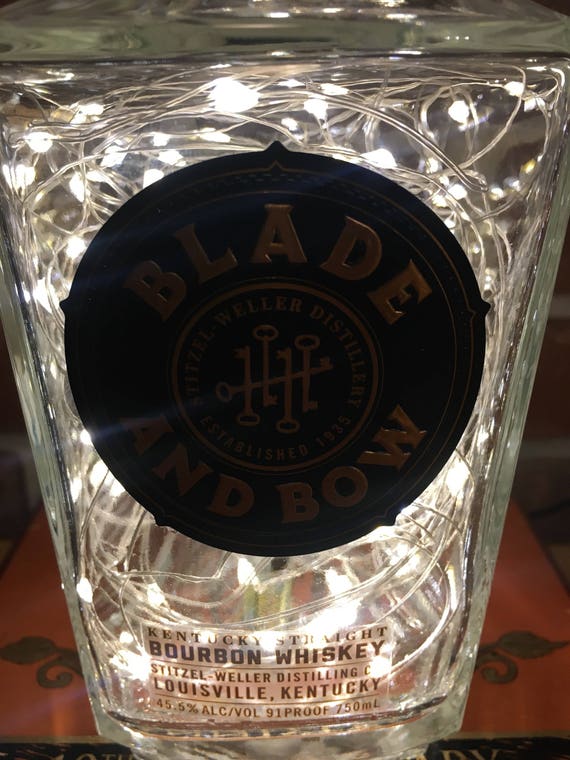 BLADE
AND BOW
STITZEL-WELLER DISTILLERY
ESTABLISHED 1935
KENTUCKY STRAIGHT
BOURBON WHISKEY
STITZEL-WELLER DISTILLING C
LOUISVILLE, KENTUCKY
45.5% ALC/VOL 91PROOF 750mL